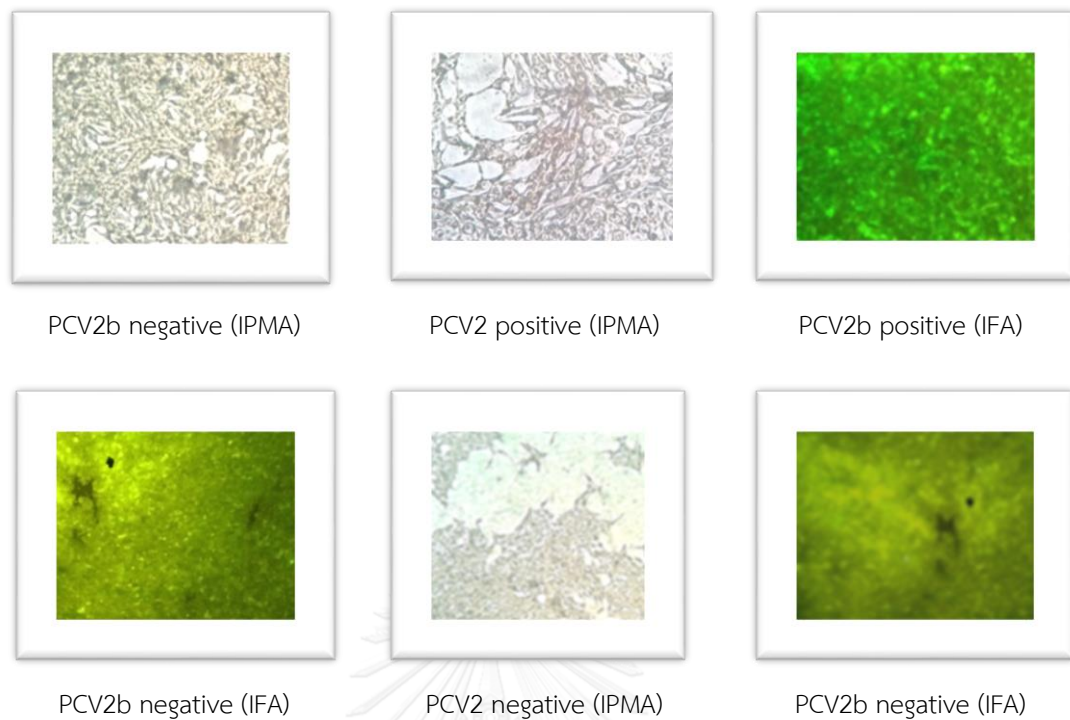 PCV2b negative (IPMA)
PCV2 positive (IPMA)
PCV2b positive (IFA)
PCV2b negative (IFA)
PCV2 negative (IPMA)
PCV2b negative (IFA)